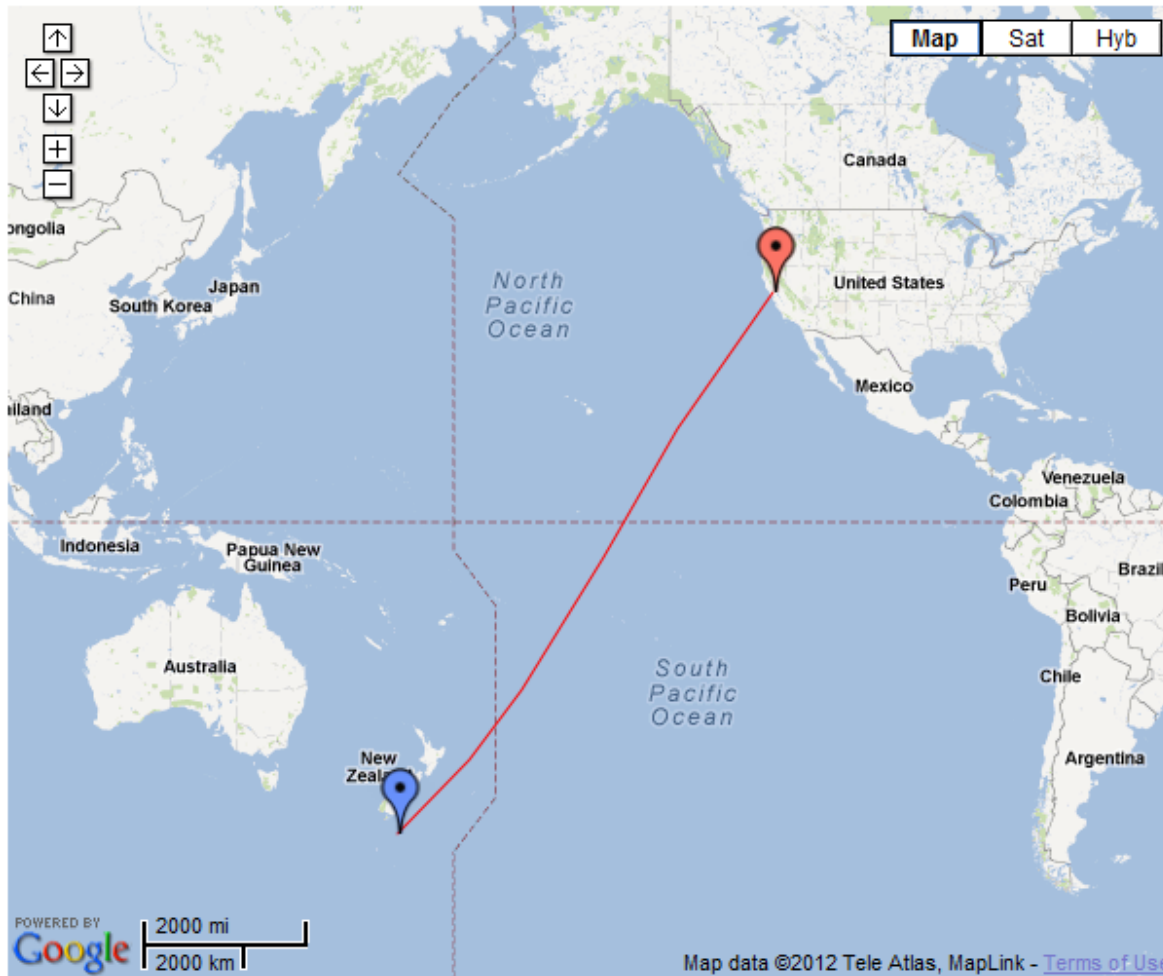 Map Sat Hyb
Canada
ongolia
North
Pacific
Ocean
Japan
South Korea
China
United States
Mexico
ailand
Venezuela
Colombia
Indonesia
Papua New
Guinea
Brazil
Peru
Bolivia
Australia
South
Pacific
Ocean
Chile
New
Zealand
Argentina
POWERED BY
Google
2000 mi
2000 km
Map data ©2012 Tele Atlas, MapLink - Terms of Use